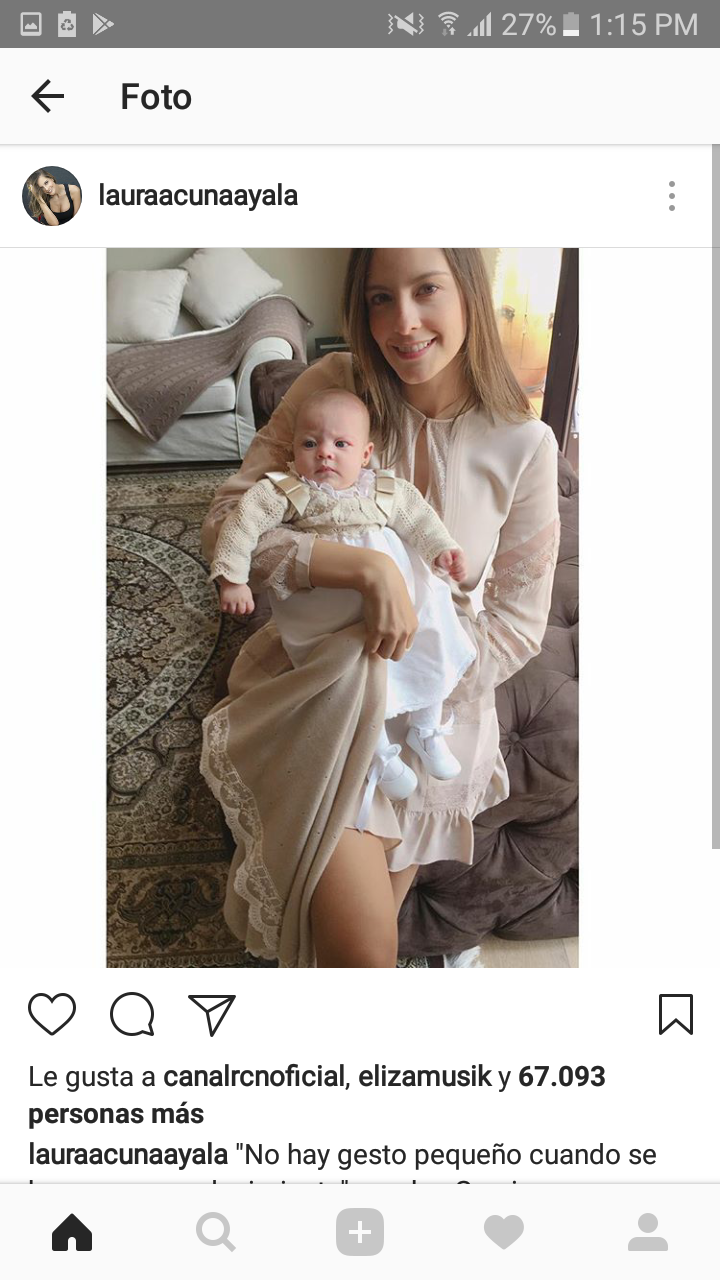 27% 1:15 PM
Foto
lauraacunaayala
Le gusta a canalrcnoficial, elizamusik y 67.093
personas más
lauraacunaayala "No hay gesto pequeño cuando se